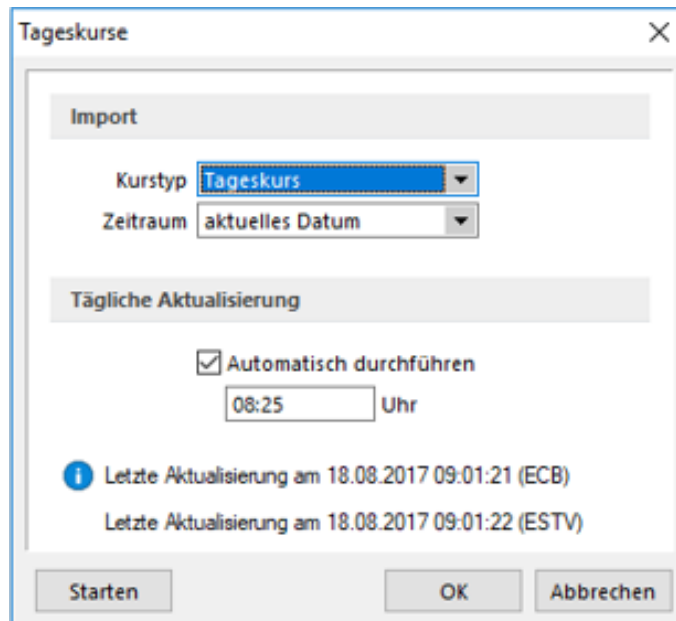 Tageskurse
Import
Kurstyp Tageskurs
Zeitraum aktuelles Datum
Tägliche Aktualisierung
Automatisch durchführen
08:25 Uhr
Letzte Aktualisierung am 18.08.2017 09:01:21 (ECB)
Letzte Aktualisierung am 18.08.2017 09:01:22 (ESTV)
Starten OK Abbrechen